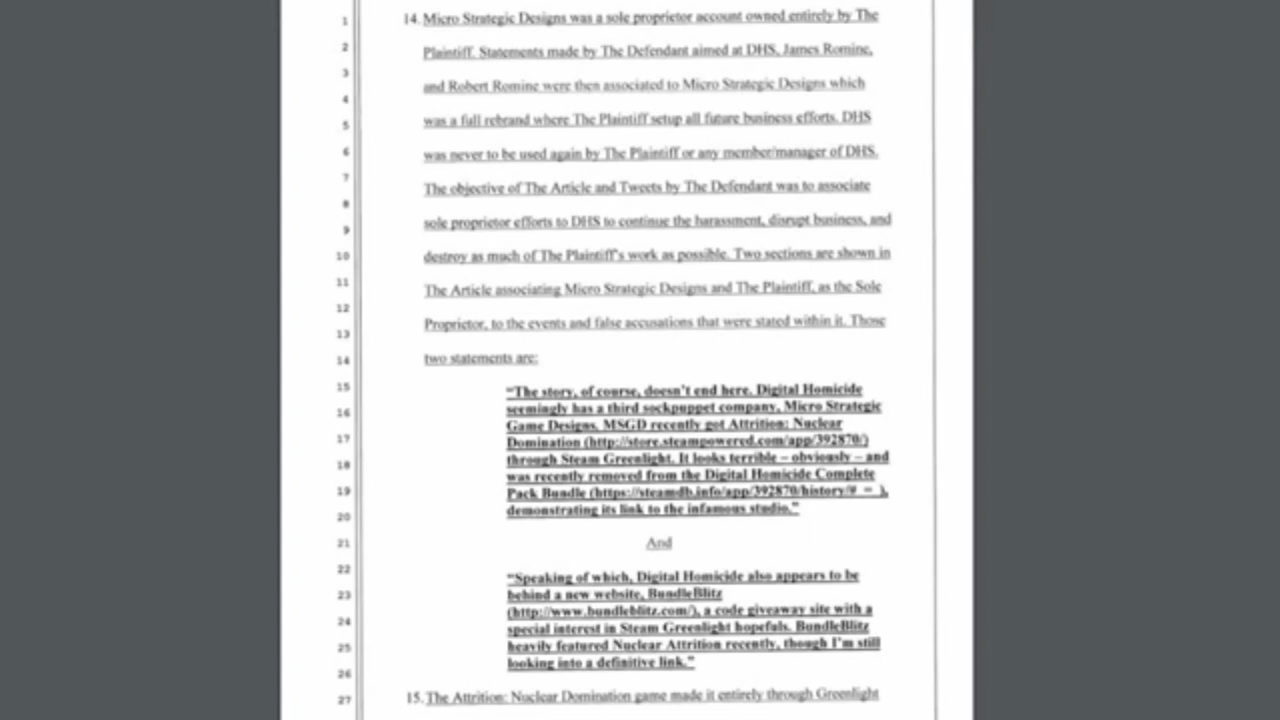 1
2
3
4
5
6
7
8
9
10
11
12
13
14
15
16
17
18
19
20
21
22
23
24
25
26
27
14. Micro Strategic Designs was a sole proprietor account owned entirely by The
Plaintiff. Statements made by The Defendant aimed at DHS, James Romine,
and Robert Romine were then associated to Micro Strategic Designs which
was a full rebrand where The Plaintiff setup all future business efforts. DHS
was never to be used again by The Plaintiff or any member/manager of DHS.
The objective of The Article and Tweets by The Defendant was to associate
sole proprietor efforts to DHS to continue the harassment, disrupt business, and
destroy as much of The Plaintiff's work as possible. Two sections are shown in
The Article associating Micro Strategic Designs and The Plaintiff, as the Sole
Proprietor, to the events and false accusations that were stated within it. Those
two statements are:
"The story, of course, doesn't end here. Digital Homicide
seemingly has a third sockpuppet company, Micro Strategic
Game Designs. MSGD recently got Attrition: Nuclear
Domination (http://store.steampowered.com/app/392870/)
through Steam Greenlight. It looks terrible – obviously – and
was recently removed from the Digital Homicide Complete
Pack Bundle (https://steamdb.info/app/392870/history/#_=_),
demonstrating its link to the infamous studio."
And
"Speaking of which, Digital Homicide also appears to be
behind a new website, BundleBlitz
(http://www.bundleblitz.com/), a code giveaway site with a
special interest in Steam Greenlight hopefuls. BundleBlitz
heavily featured Nuclear Attrition recently, though I'm still
looking into a definitive link."
15. The Attrition: Nuclear Domination game made it entirely through Greenlight